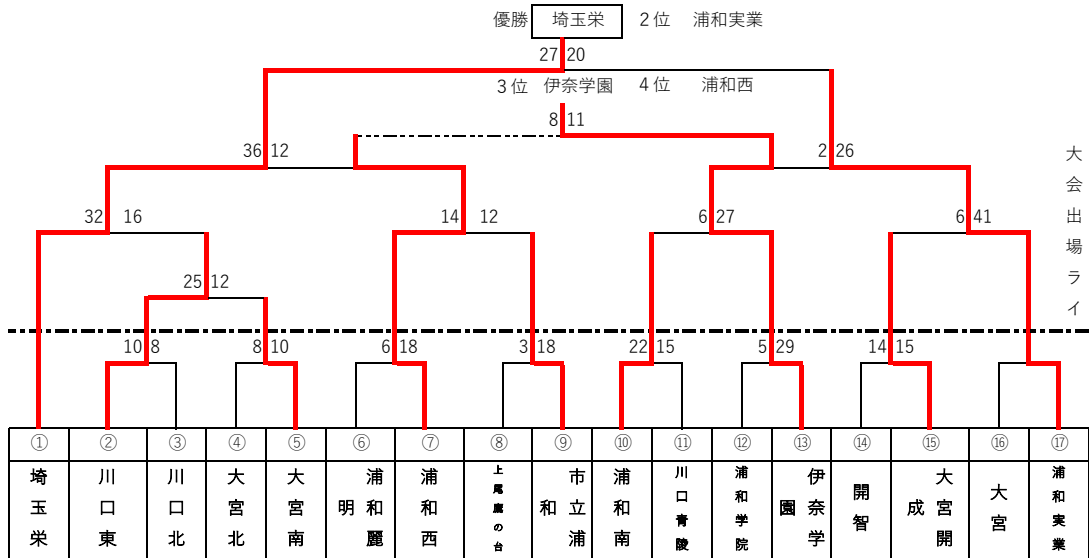 優勝 埼玉栄 2位 浦和実業
27 20
3位 伊奈学園 4位 浦和西
8 11
36 12 2 26
大会出場ライ
32 16 14 12 6 27 6 41
25 12
10 8 8 10 6 18 3 18 22 15 5 29 14 15
① ② ③ ④ ⑤ ⑥ ⑦ ⑧ ⑨ ⑩ ⑪ ⑫ ⑬ ⑭ ⑮ ⑯ ⑰
埼玉栄
川口東
川口北
大宮北
大宮南
浦和麗明
浦和西
上尾鷹の台
市立浦和
浦和南
川口青陵
浦和学院
伊奈学園
開智
大宮開成
大宮
浦和実業